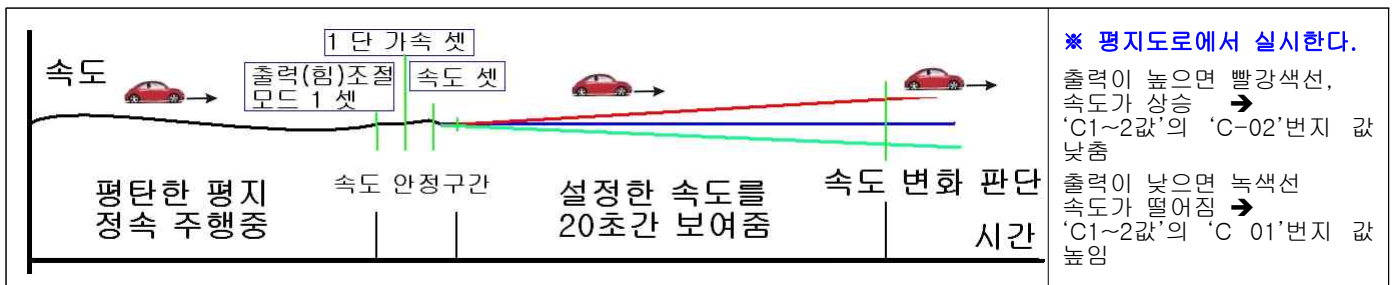 1 단 가속 셋
속도
출력(힘)조절
모드 1 셋
속도 셋
평탄한 평지
정속 주행중
속도 안정구간
설정한 속도를
20초간 보여줌
속도 변화 판단
시간
※ 평지도로에서 실시한다.
출력이 높으면 빨강색선,
속도가 상승 ➔
‘C1~2값’의 ‘C-02’번지 값
낮춤
출력이 낮으면 녹색선
속도가 떨어짐 ➔
‘C1~2값’의 ‘C 01’번지 값
높임